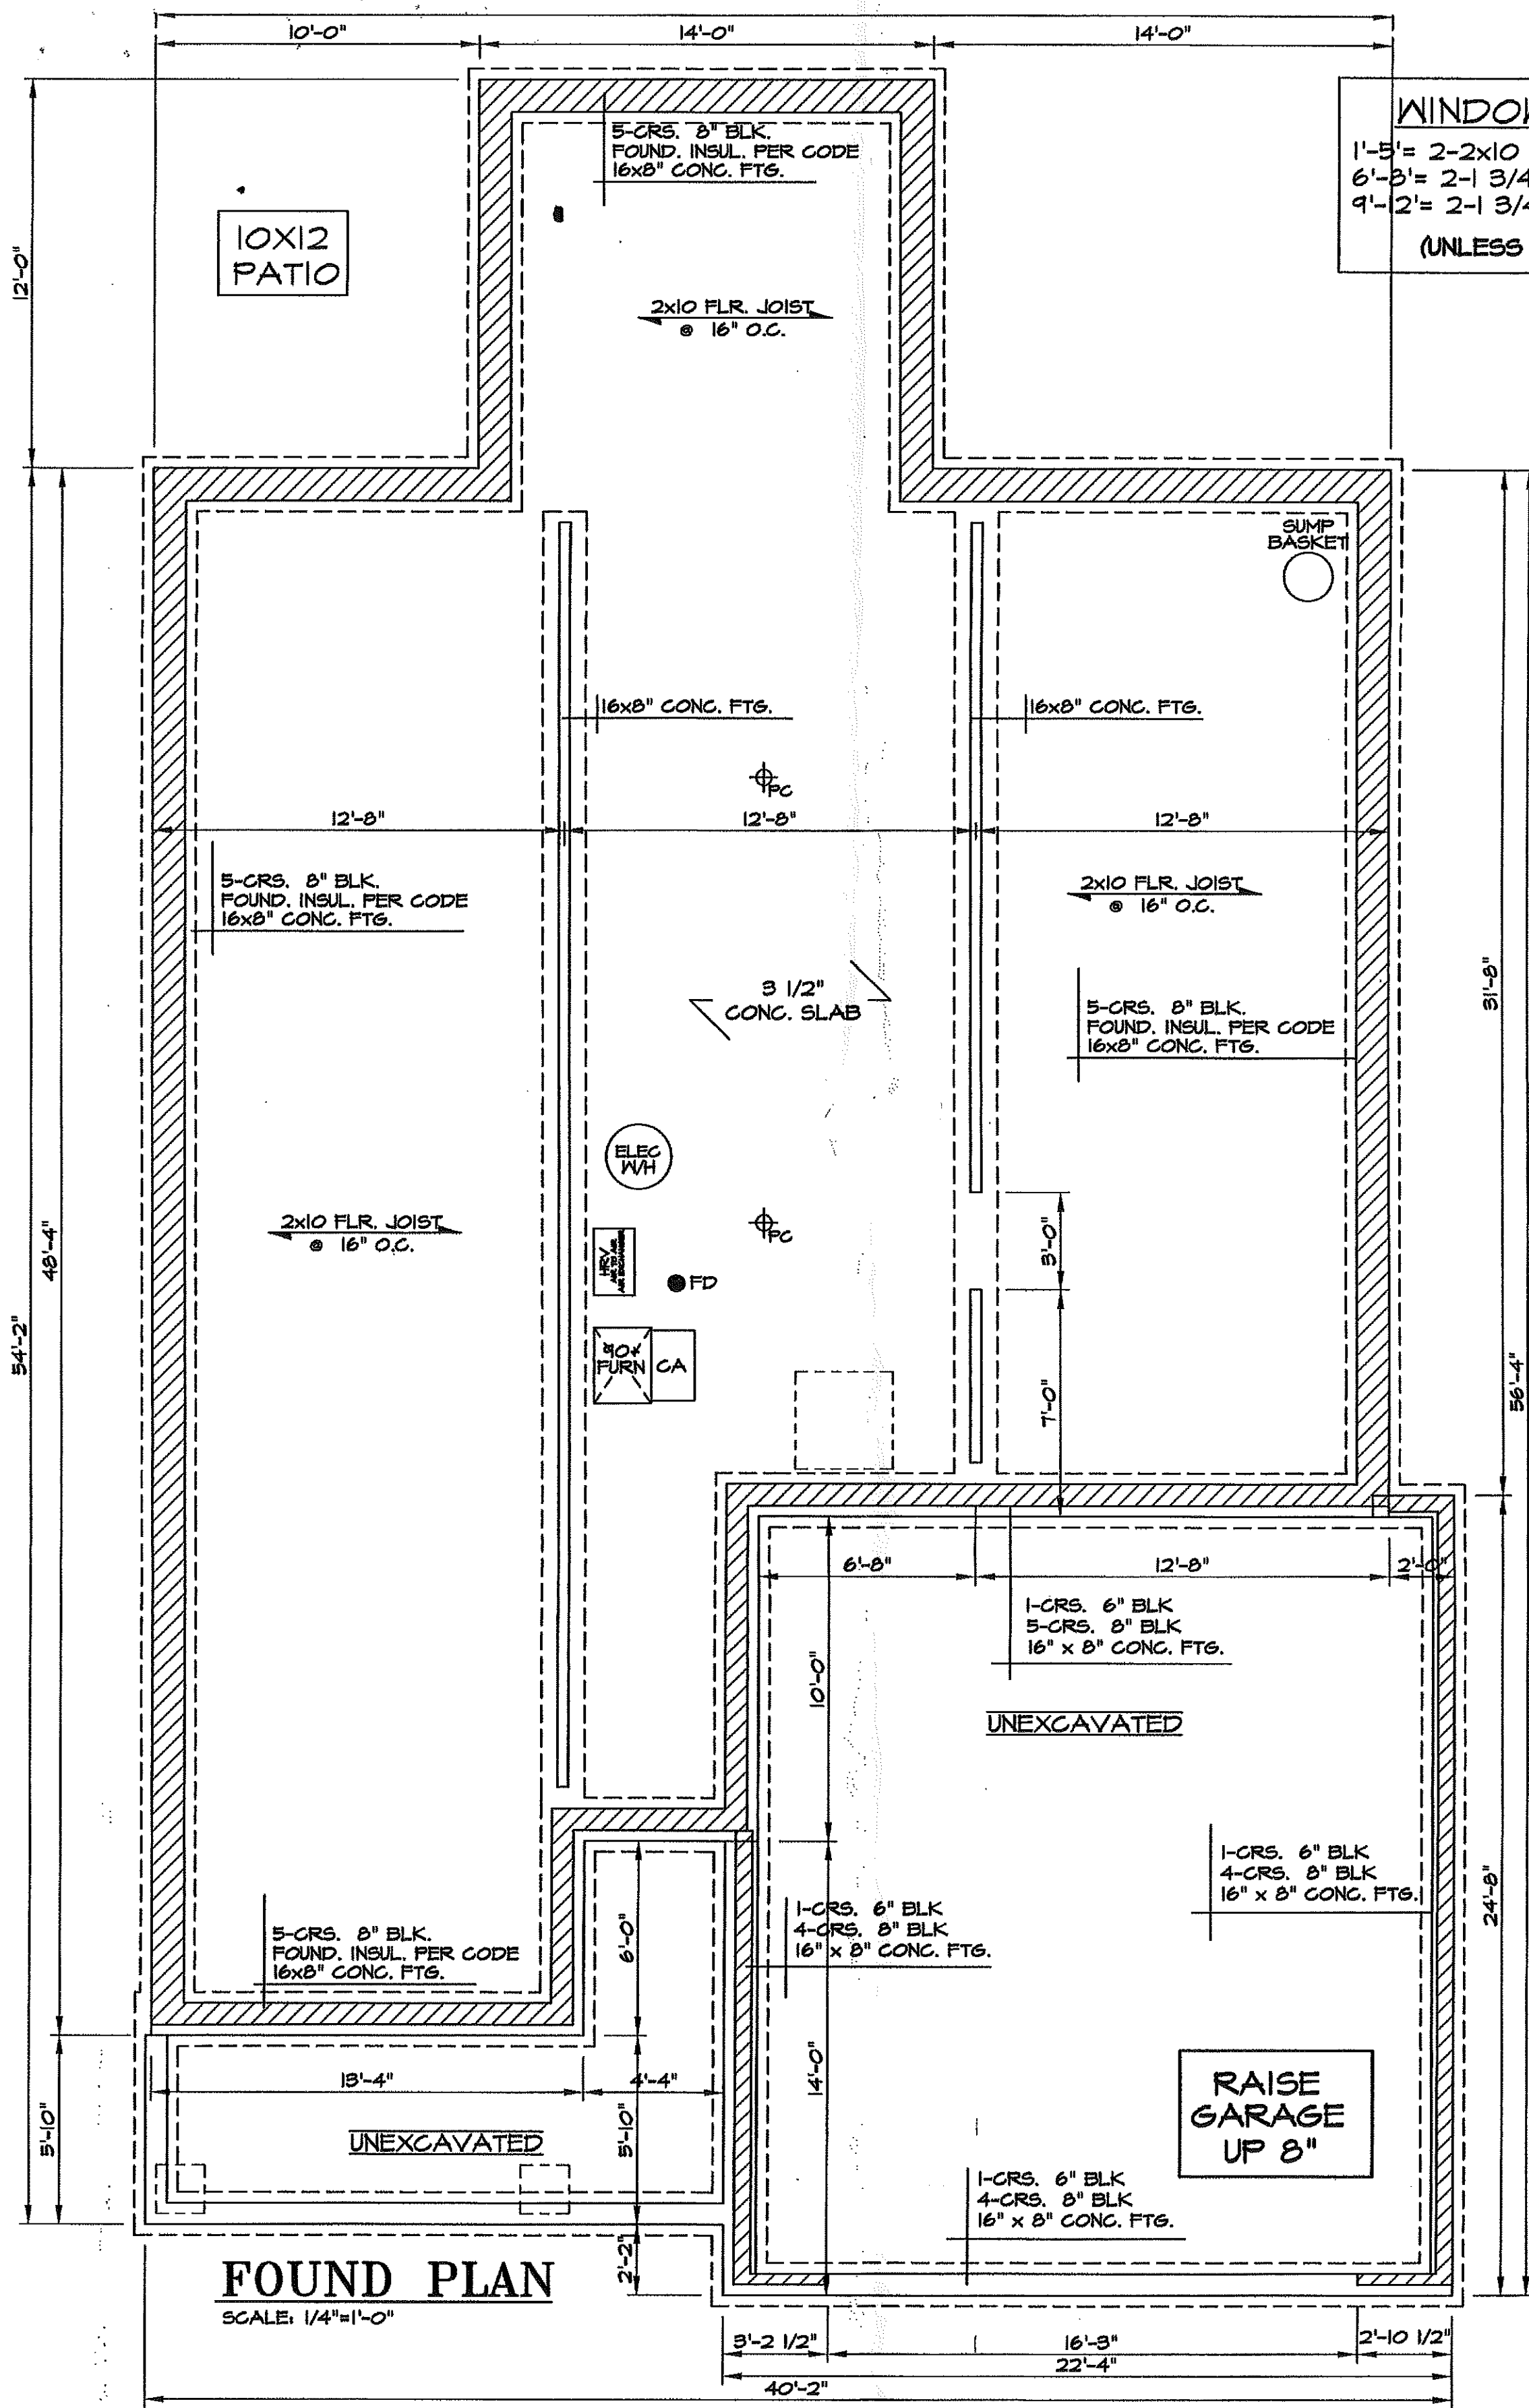 10'-0"
14'-0"
14'-0"
5-CRS. 8" BLK.
FOUND. INSUL. PER CODE
16x8" CONC. FTG.
1'-5'= 2-2x10
6'-8'= 2-1 3/4
9'-12'= 2-1 3/4
(UNLESS
10X12
PATIO
12'-0"
2x10 FLR. JOIST
@ 16" O.C.
SUMP
BASKET
16x8" CONC. FTG.
16x8" CONC. FTG.
PC
12'-8"
12'-8"
12'-8"
5-CRS. 8" BLK.
FOUND. INSUL. PER CODE
16x8" CONC. FTG.
2x10 FLR. JOIST
@ 16" O.C.
3 1/2"
CONC. SLAB
5-CRS. 8" BLK.
FOUND. INSUL. PER CODE
16x8" CONC. FTG.
31'-8"
ELEC
W/H
2x10 FLR. JOIST
@ 16" O.C.
PC
HRV
AIR TO AIR
AIR EXCHANGER
FD
3'-0"
48'-4"
54'-2"
90+
FURN
CA
7'-0"
56'-4"
6'-8"
12'-8"
2'-0"
1-CRS. 6" BLK
5-CRS. 8" BLK
16" x 8" CONC. FTG.
10'-0"
UNEXCAVATED
1-CRS. 6" BLK
4-CRS. 8" BLK
16" x 8" CONC. FTG.
24'-8"
5-CRS. 8" BLK.
FOUND. INSUL. PER CODE
16x8" CONC. FTG.
6'-0"
1-CRS. 6" BLK
4-CRS. 8" BLK
16" x 8" CONC. FTG.
13'-4"
4'-4"
14'-0"
RAISE
GARAGE
UP 8"
5'-10"
UNEXCAVATED
5'-10"
1-CRS. 6" BLK
4-CRS. 8" BLK
16" x 8" CONC. FTG.
2'-2"
FOUND PLAN
SCALE: 1/4"=1'-0"
3'-2 1/2"
16'-3"
2'-10 1/2"
22'-4"
40'-2"